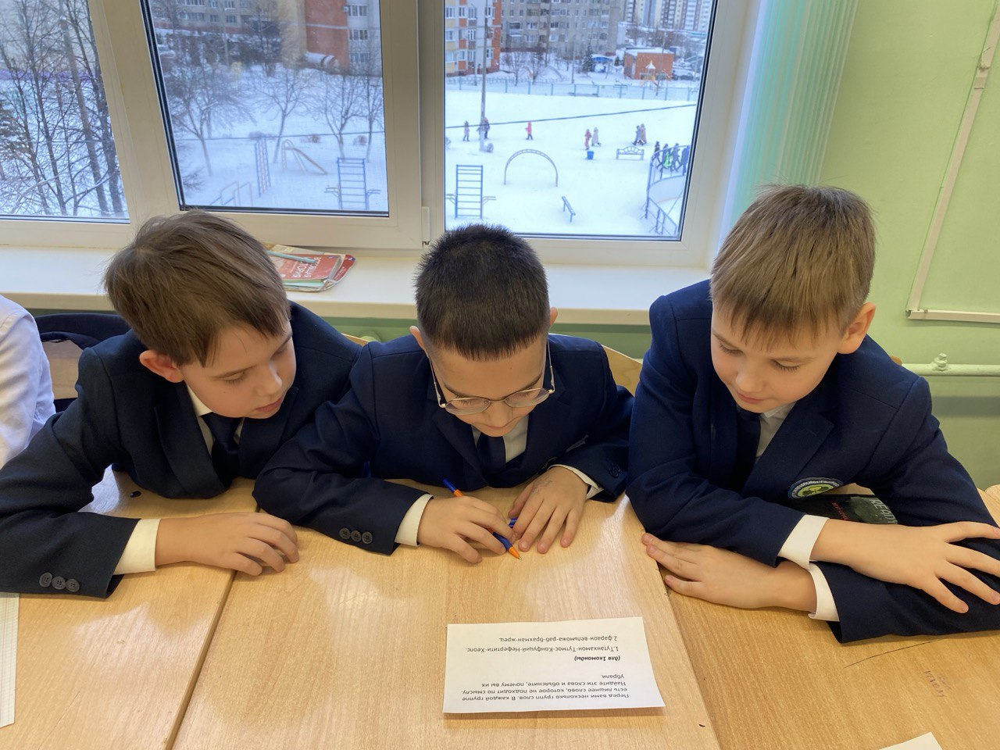 Перед вами несколько групп слов. В каждой группе
есть лишнее слово, которое не подходит по смыслу.
Найдите эти слова и объясните, почему вы их
убрали.
(для 1команды)
1.Тутанхамон-Тутмос-Конфуций-Нефертити-Хеопс.
2.фараон-вельможа-раб-брахман-жрец.